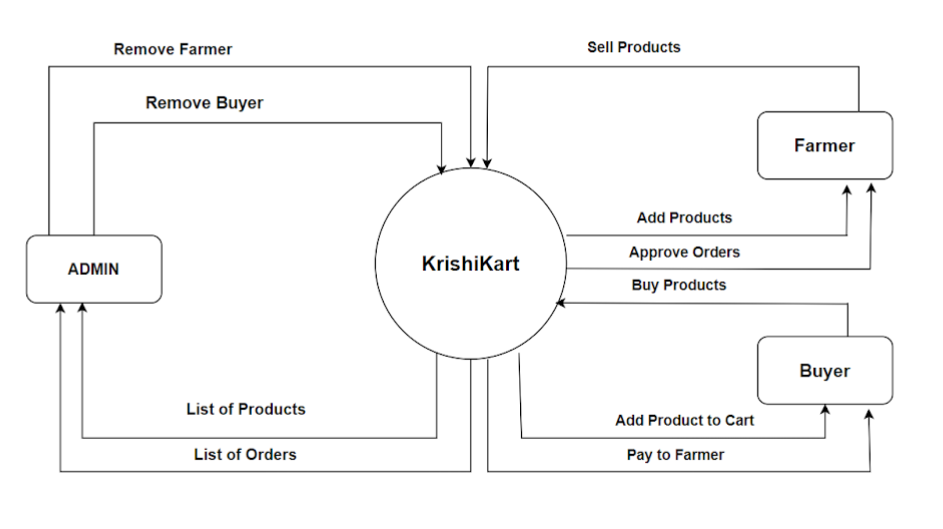 Remove Farmer
Sell Products
Remove Buyer
Farmer
Add Products
Approve Orders
KrishiKart
ADMIN
Buy Products
Buyer
List of Products
Add Product to Cart
List of Orders
Pay to Farmer